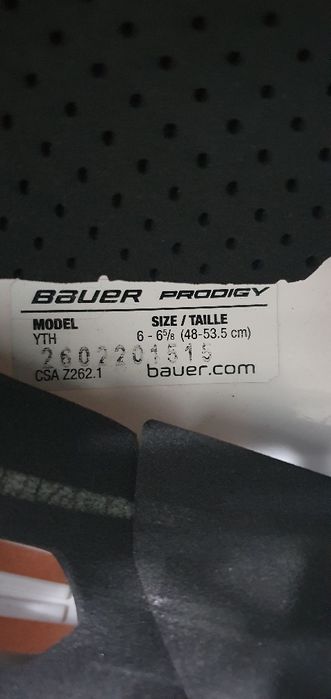 BAUER PRODIGY
MODEL SIZE / TAILLE
YTH 6 - 6⅝ (48-53.5 cm)
2602201515
CSA Z262.1 bauer.com